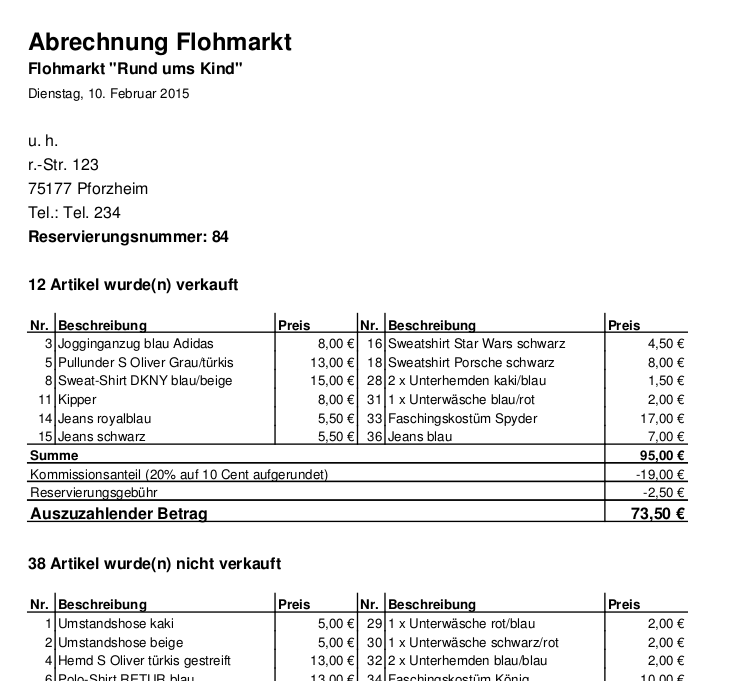 Abrechnung Flohmarkt
Flohmarkt "Rund ums Kind"
Dienstag, 10. Februar 2015
u. h.
r.-Str. 123
75177 Pforzheim
Tel.: Tel. 234
Reservierungsnummer: 84
12 Artikel wurde(n) verkauft
Nr. Beschreibung Preis Nr. Beschreibung Preis
3 Jogginganzug blau Adidas 8,00 € 16 Sweatshirt Star Wars schwarz 4,50 €
5 Pullunder S Oliver Grau/türkis 13,00 € 18 Sweatshirt Porsche schwarz 8,00 €
8 Sweat-Shirt DKNY blau/beige 15,00 € 28 2 x Unterhemden kaki/blau 1,50 €
11 Kipper 8,00 € 31 1 x Unterwäsche blau/rot 2,00 €
14 Jeans royalblau 5,50 € 33 Faschingskostüm Spyder 17,00 €
15 Jeans schwarz 5,50 € 36 Jeans blau 7,00 €
Summe 95,00 €
Kommissionsanteil (20% auf 10 Cent aufgerundet) -19,00 €
Reservierungsgebühr -2,50 €
Auszuzahlender Betrag 73,50 €
38 Artikel wurde(n) nicht verkauft
Nr. Beschreibung Preis Nr. Beschreibung Preis
1 Umstandshose kaki 5,00 € 29 1 x Unterwäsche rot/blau 2,00 €
2 Umstandshose beige 5,00 € 30 1 x Unterwäsche schwarz/rot 2,00 €
4 Hemd S Oliver türkis gestreift 13,00 € 32 2 x Unterhemden blau/blau 2,00 €
6 Polo-Shirt RETUR blau 13,00 € 34 Faschingskostüm König 10,00 €